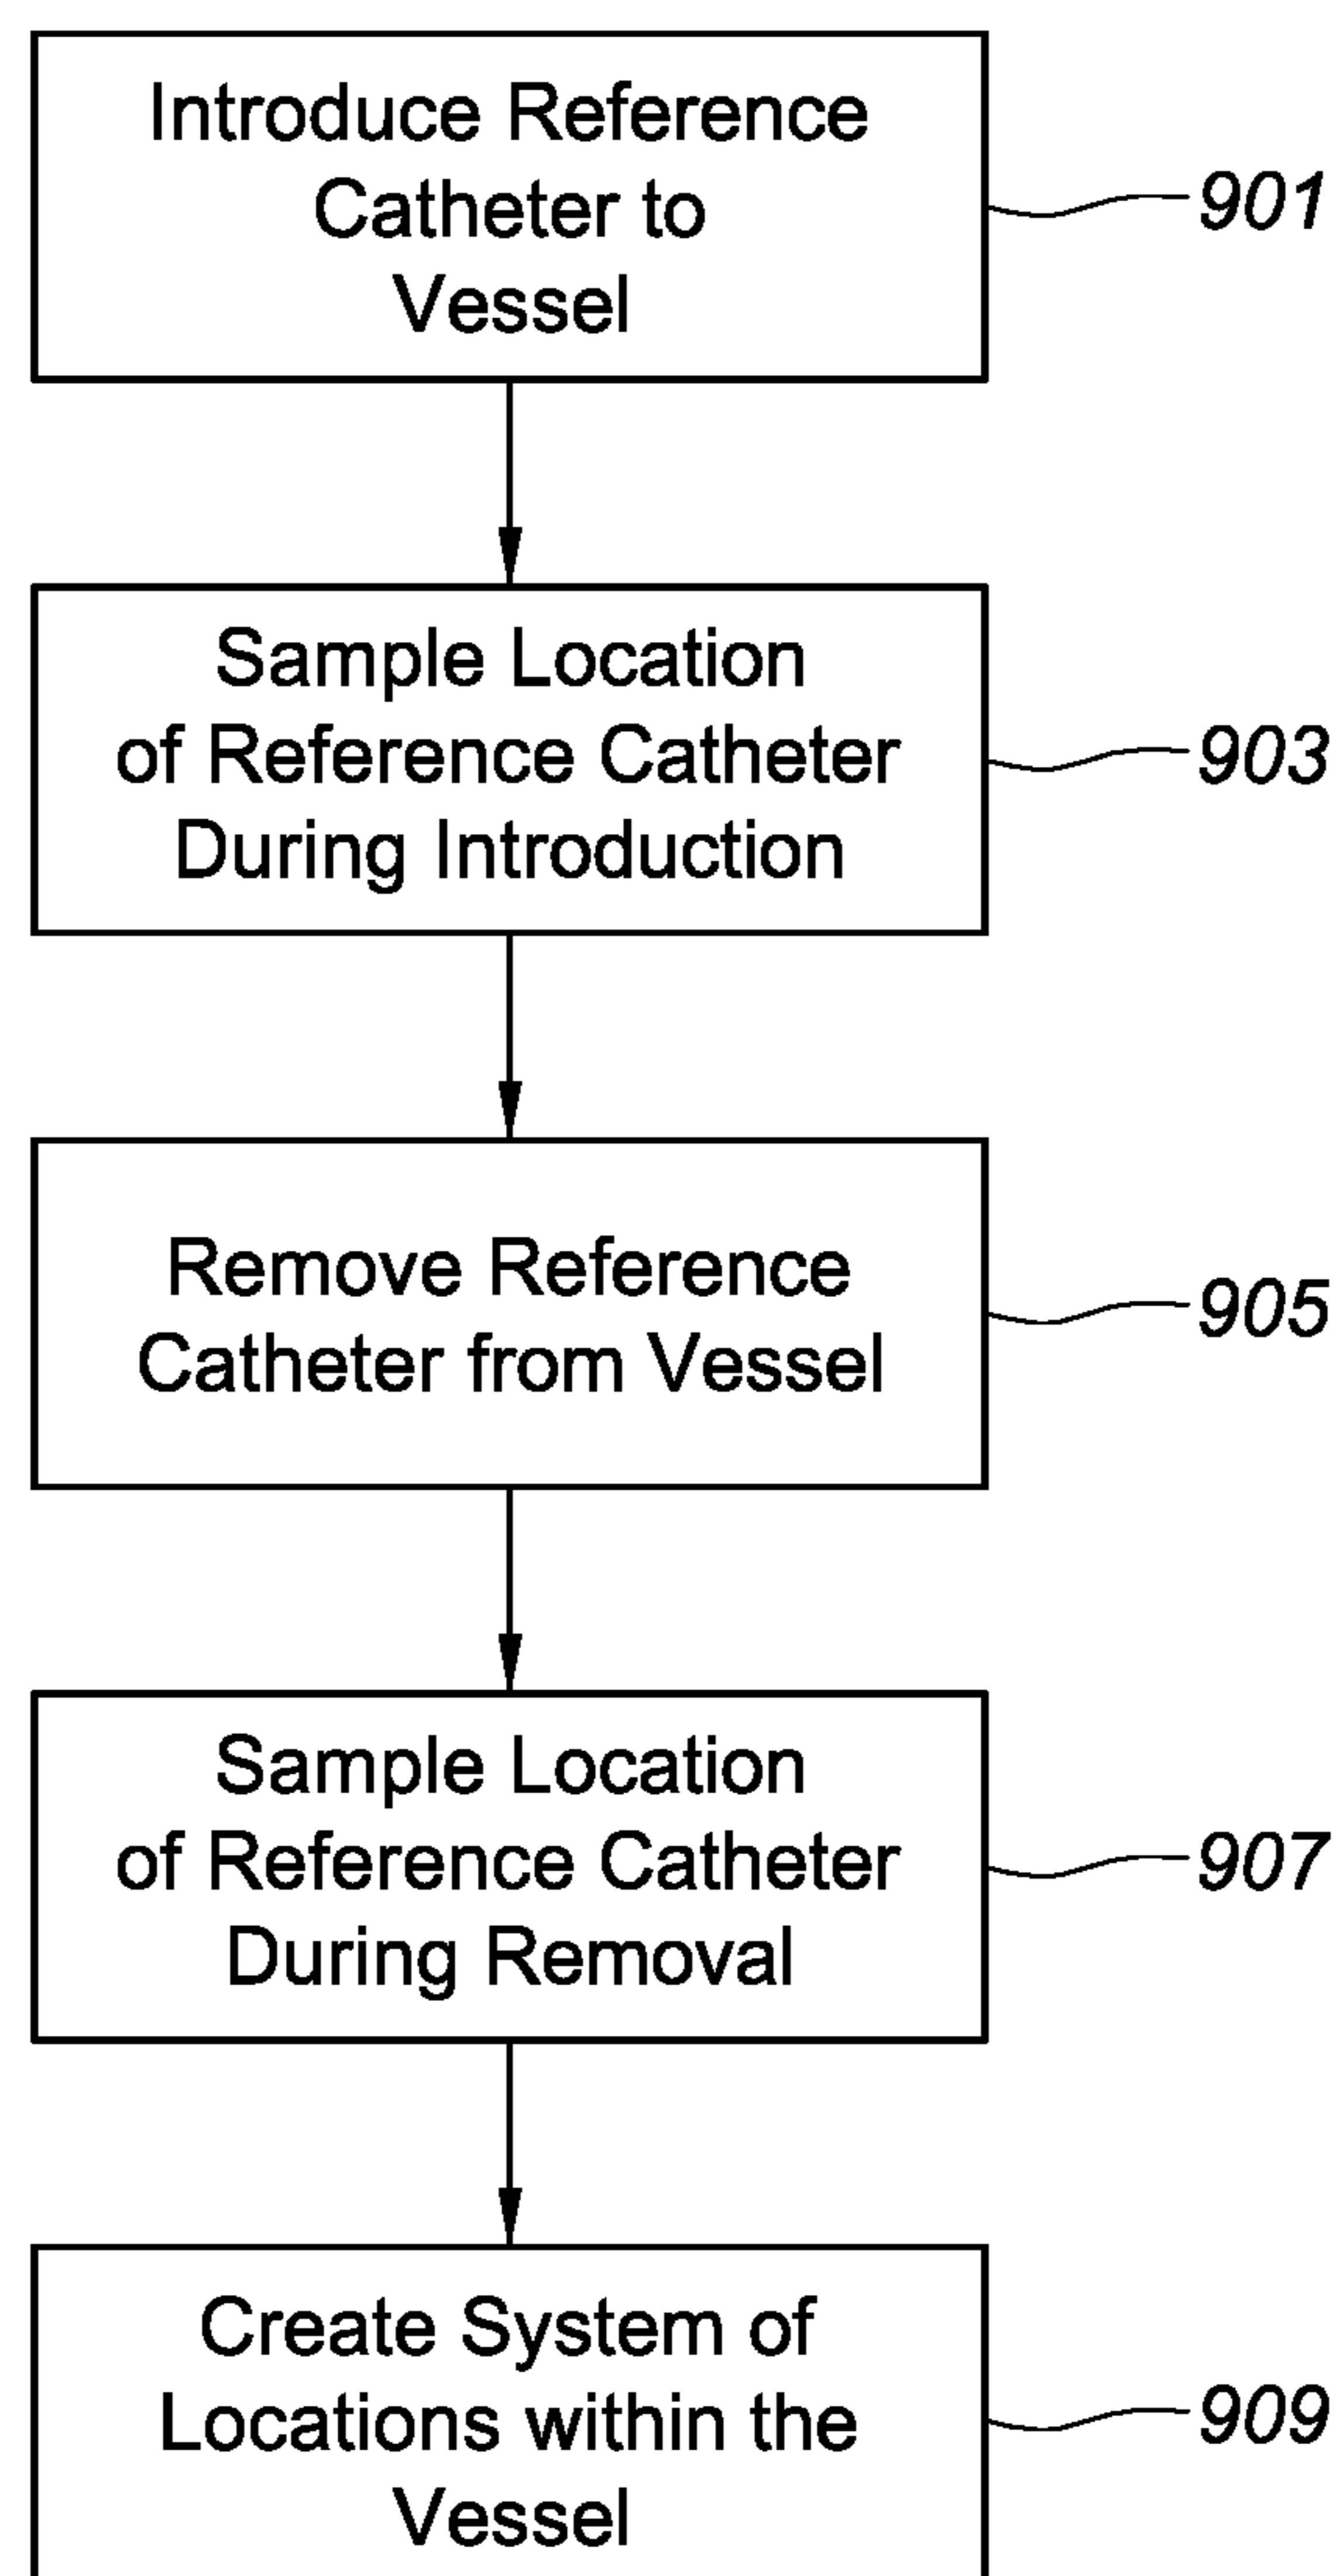 Introduce Reference
Catheter to
Vessel
901
Sample Location
of Reference Catheter
During Introduction
903
Remove Reference
Catheter from Vessel
905
Sample Location
of Reference Catheter
During Removal
907
Create System of
Locations within the
Vessel
909